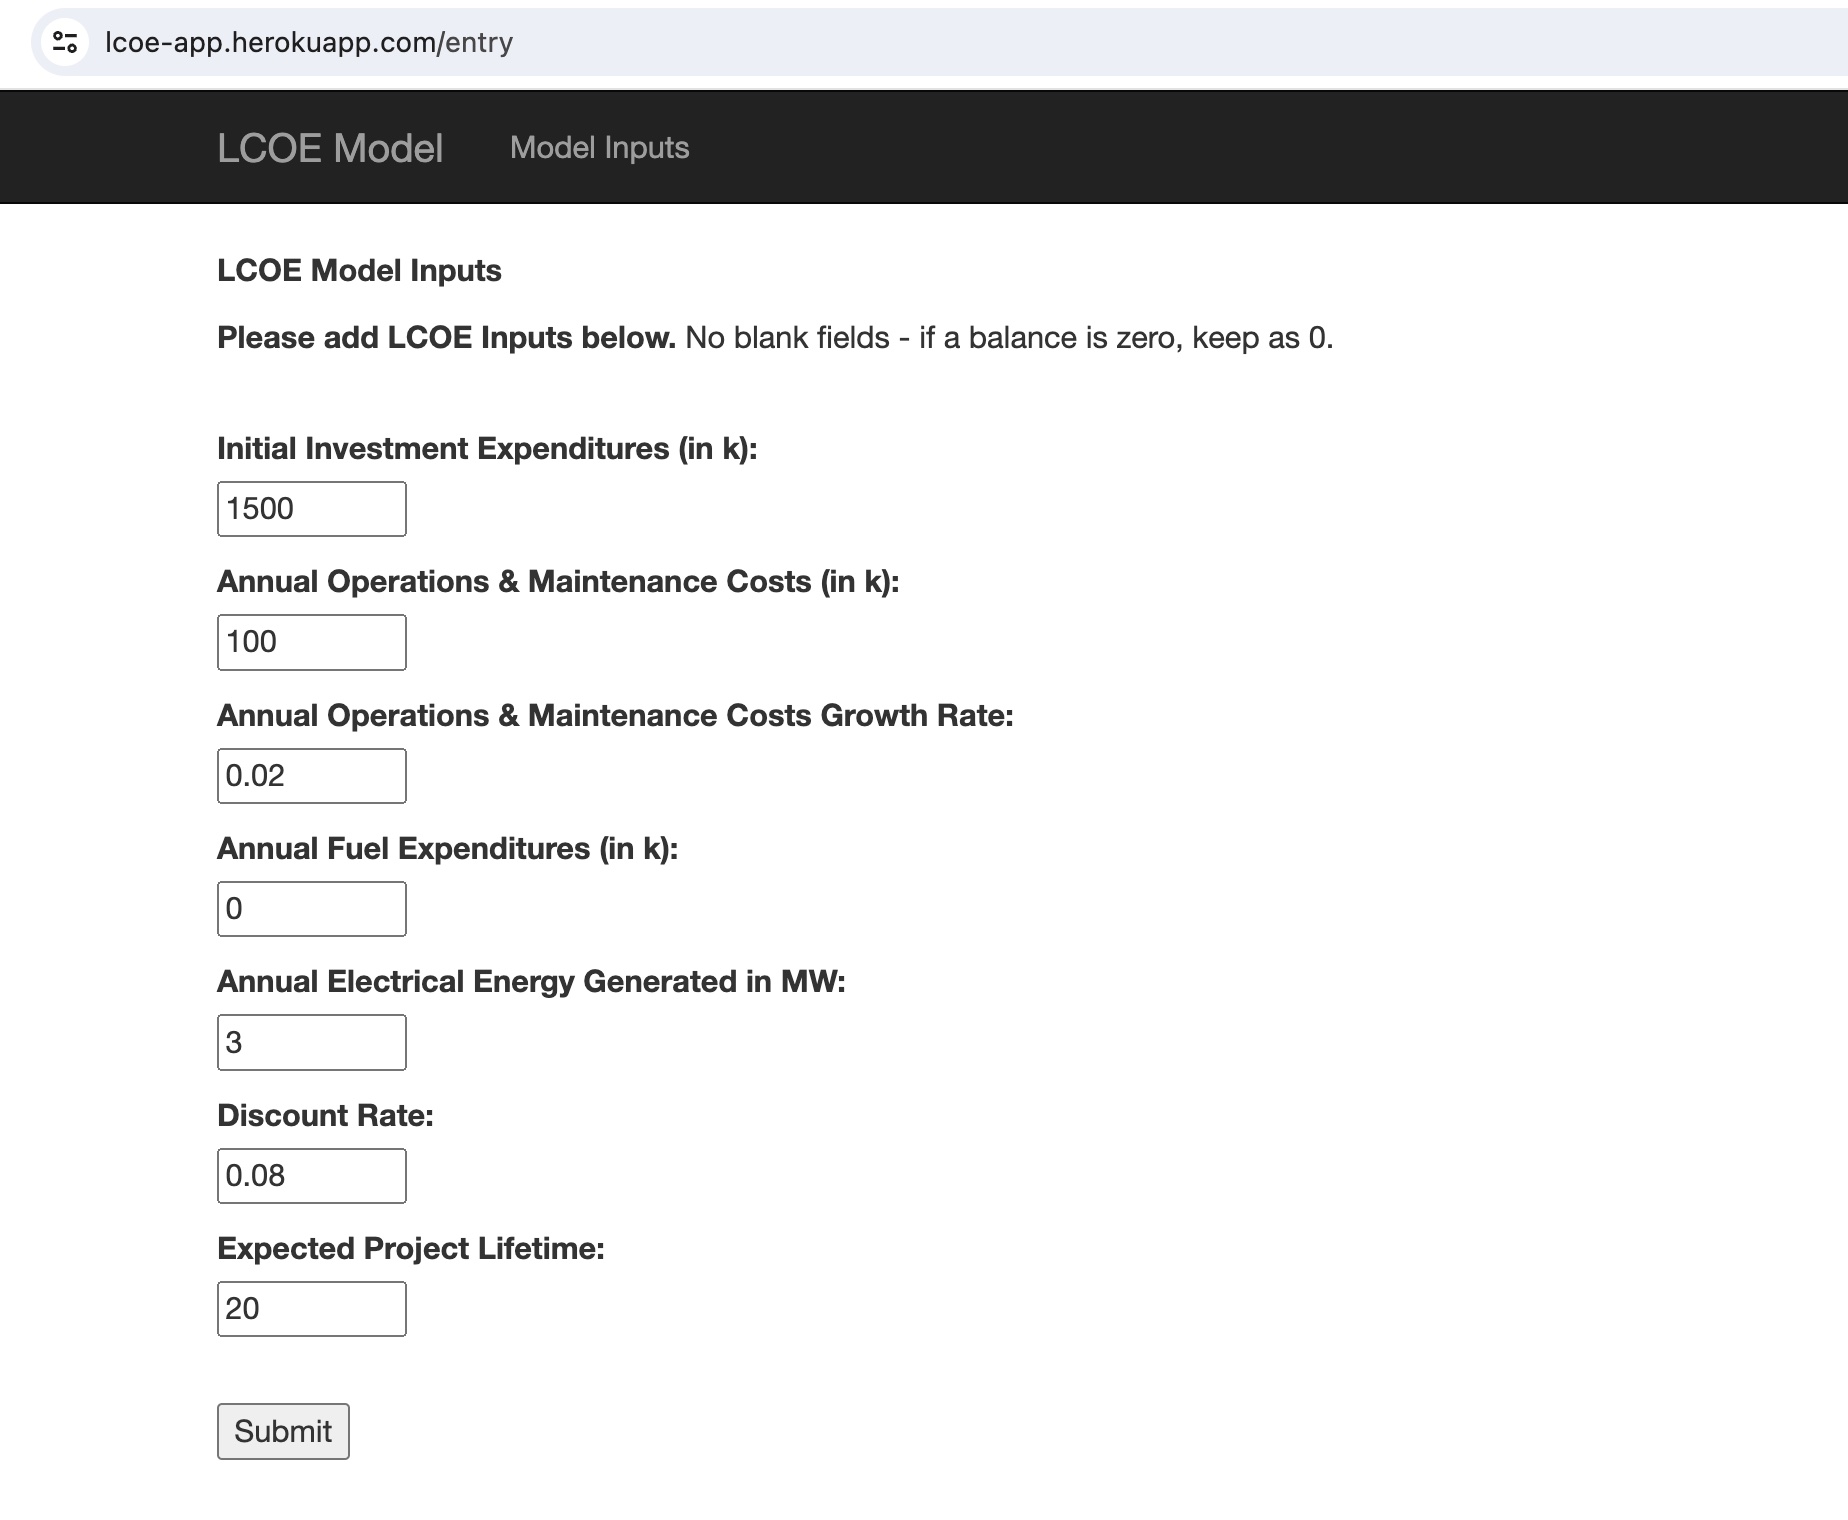 lcoe-app.herokuapp.com/entry
LCOE Model Model Inputs
LCOE Model Inputs
Please add LCOE Inputs below. No blank fields - if a balance is zero, keep as 0.
Initial Investment Expenditures (in k):
1500
Annual Operations & Maintenance Costs (in k):
100
Annual Operations & Maintenance Costs Growth Rate:
0.02
Annual Fuel Expenditures (in k):
0
Annual Electrical Energy Generated in MW:
3
Discount Rate:
0.08
Expected Project Lifetime:
20
Submit